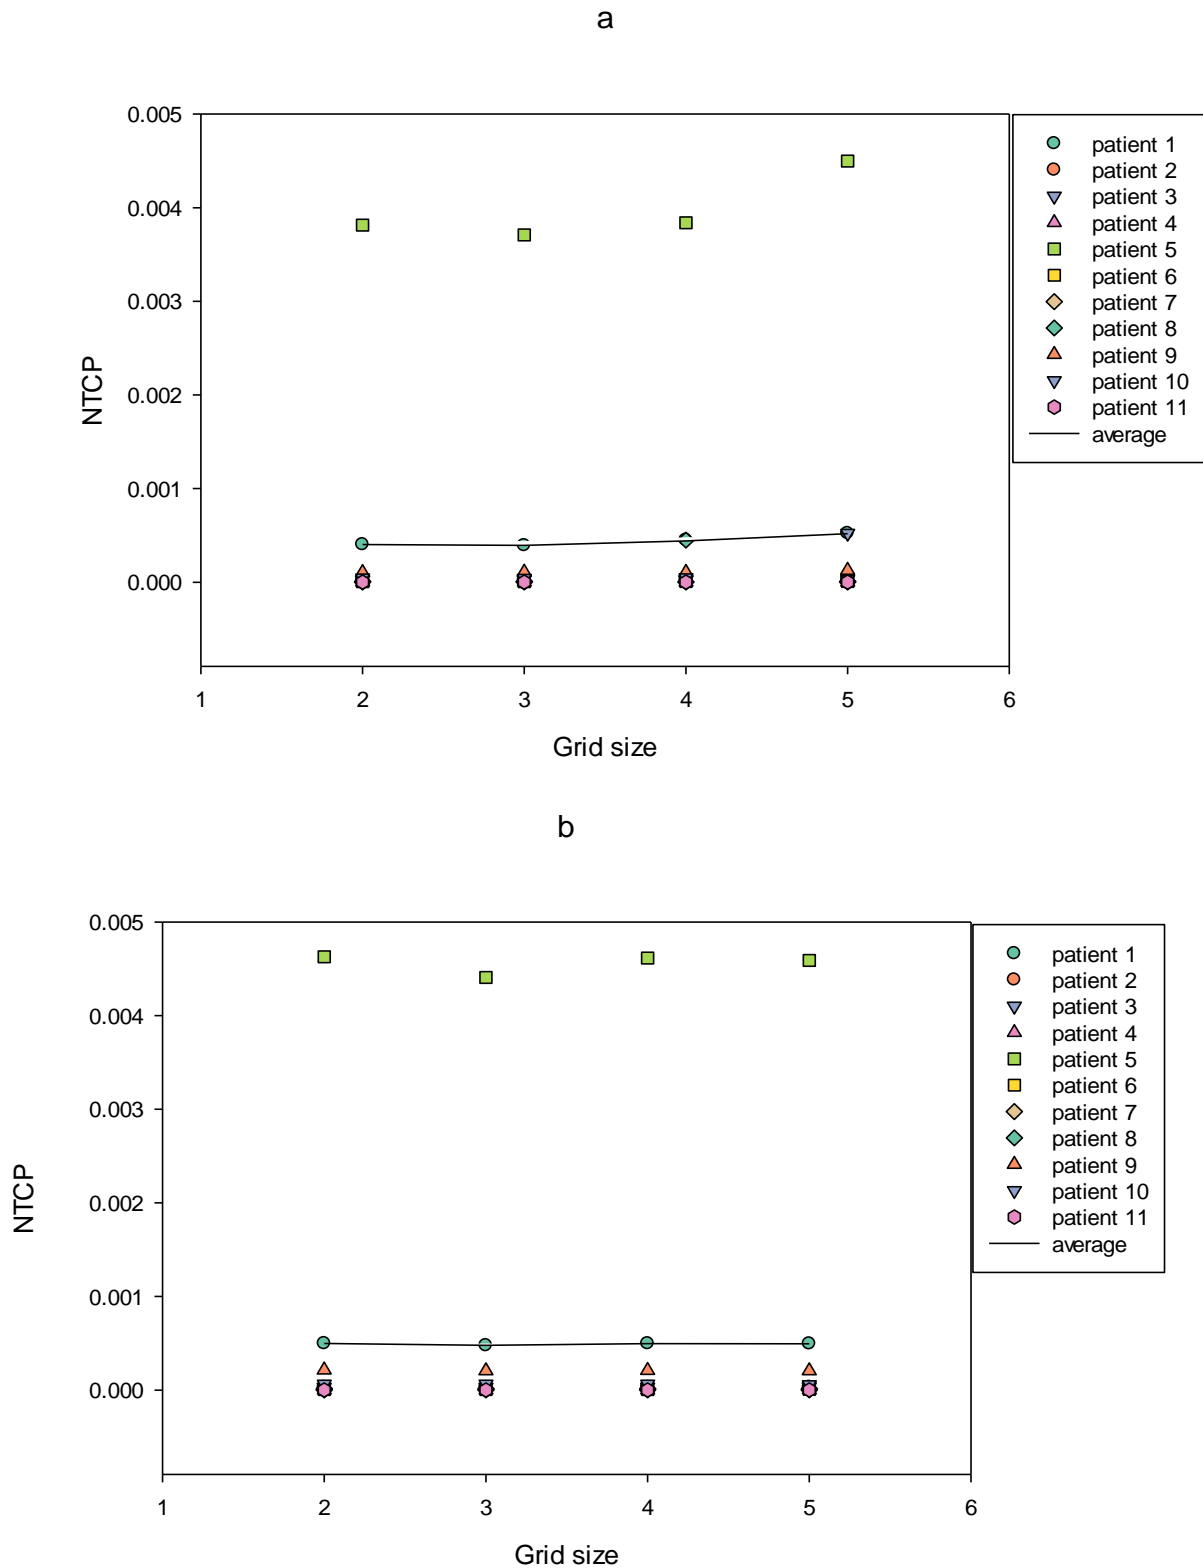 a
0.005
0.004
0.003
0.002
0.001
0.000
NTCP
1 2 3 4 5 6
Grid size
patient 1
patient 2
patient 3
patient 4
patient 5
patient 6
patient 7
patient 8
patient 9
patient 10
patient 11
average
b
0.005
0.004
0.003
0.002
0.001
0.000
NTCP
1 2 3 4 5 6
Grid size
patient 1
patient 2
patient 3
patient 4
patient 5
patient 6
patient 7
patient 8
patient 9
patient 10
patient 11
average